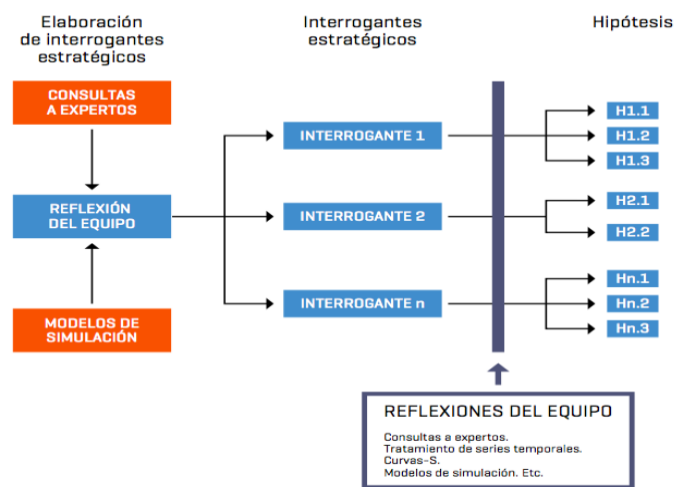 Elaboración
de interrogantes
estratégicos
Interrogantes
estratégicos
Hipótesis
CONSULTAS
A EXPERTOS
REFLEXIÓN
DEL EQUIPO
MODELOS DE
SIMULACIÓN
INTERROGANTE 1
INTERROGANTE 2
INTERROGANTE n
H1.1
H1.2
H1.3
H2.1
H2.2
Hn.1
Hn.2
Hn.3
REFLEXIONES DEL EQUIPO
Consultas a expertos.
Tratamiento de series temporales.
Curvas-S.
Modelos de simulación. Etc.